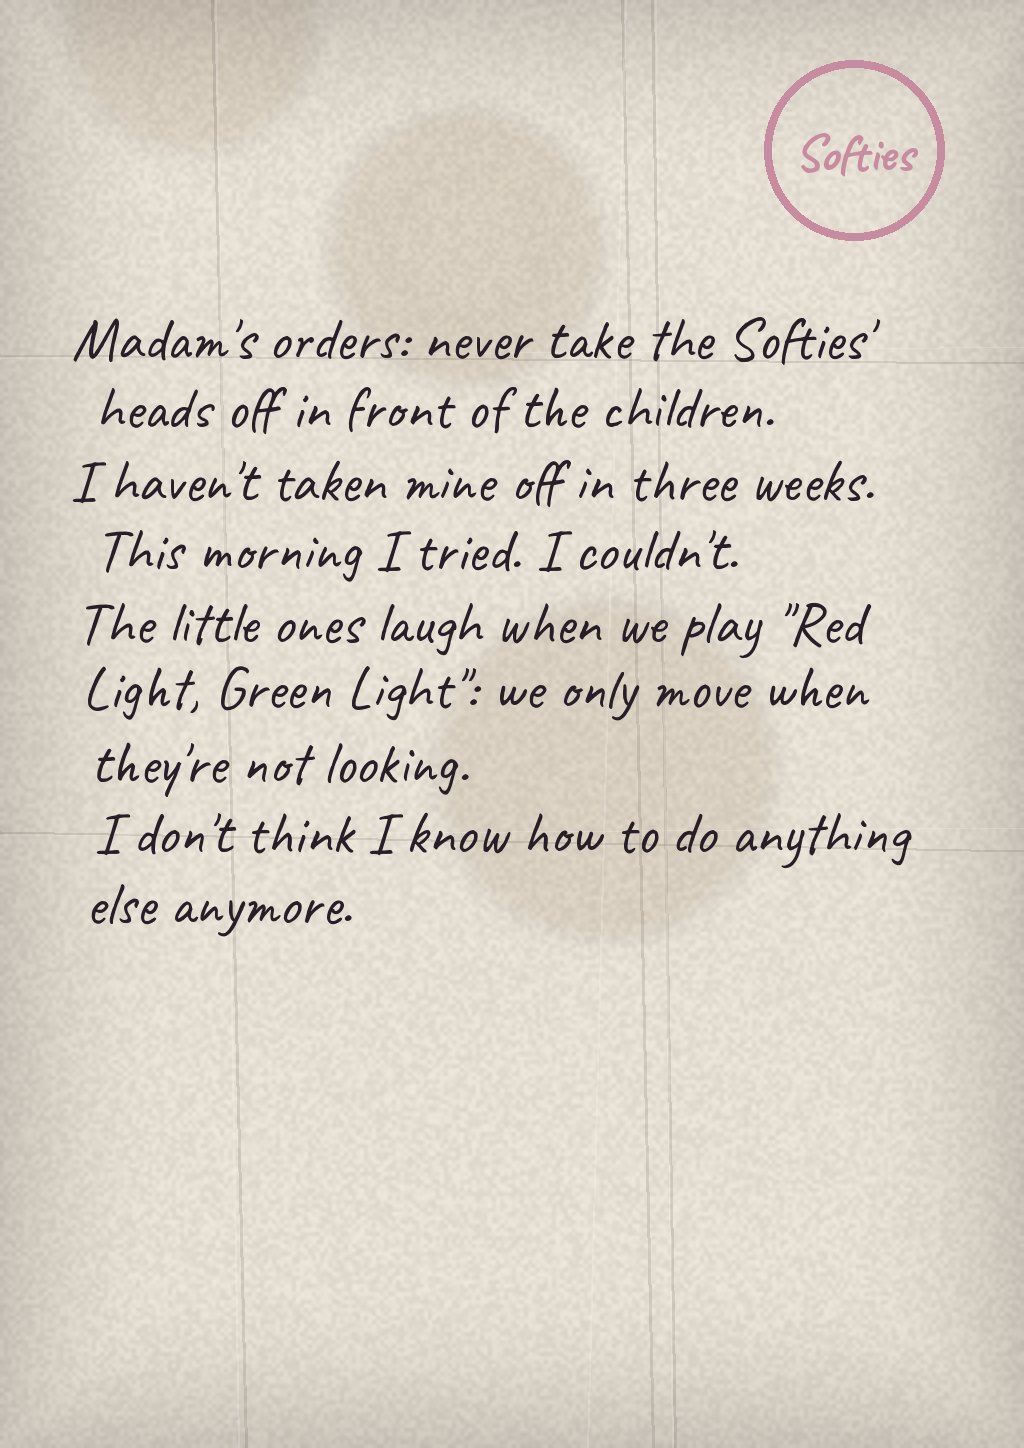 Softies
Madam's orders: never take the Softies'
heads off in front of the children.
I haven't taken mine off in three weeks.
This morning I tried. I couldn't.
The little ones laugh when we play "Red
Light, Green Light": we only move when
they're not looking.
I don't think I know how to do anything
else anymore.